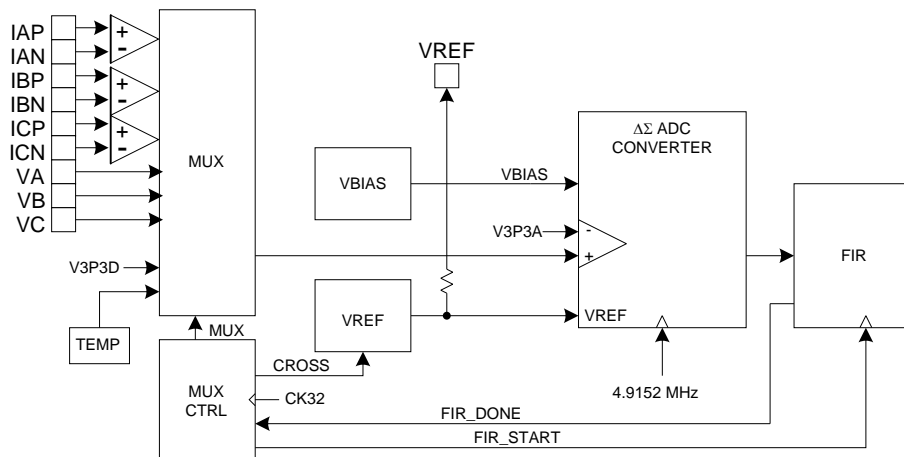 IAP
IAN
IBP
IBN
ICP
ICN
VA
VB
VC
V3P3D
TEMP
+
-
+
-
+
-
MUX
MUX
MUX
CTRL
CROSS
CK32
FIR_DONE
FIR_START
VREF
VBIAS
VBIAS
V3P3A
-
+
VREF
VREF
ΔΣ ADC
CONVERTER
4.9152 MHz
FIR